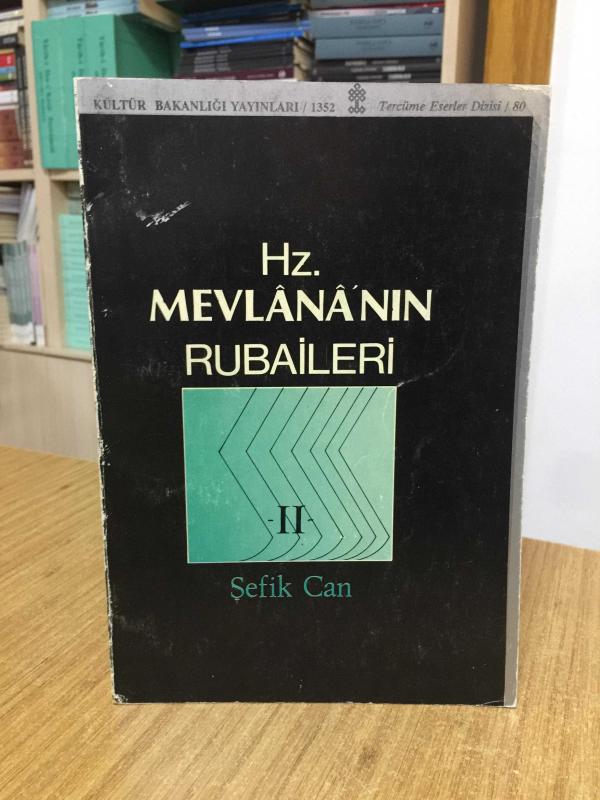 KÜLTÜR BAKANLIĞI YAYINLARI / 1352 Tercüme Eserler Dizisi / 80
Hz.
MEVLÂNÂ'NIN
RUBAİLERİ
-II-
Şefik Can